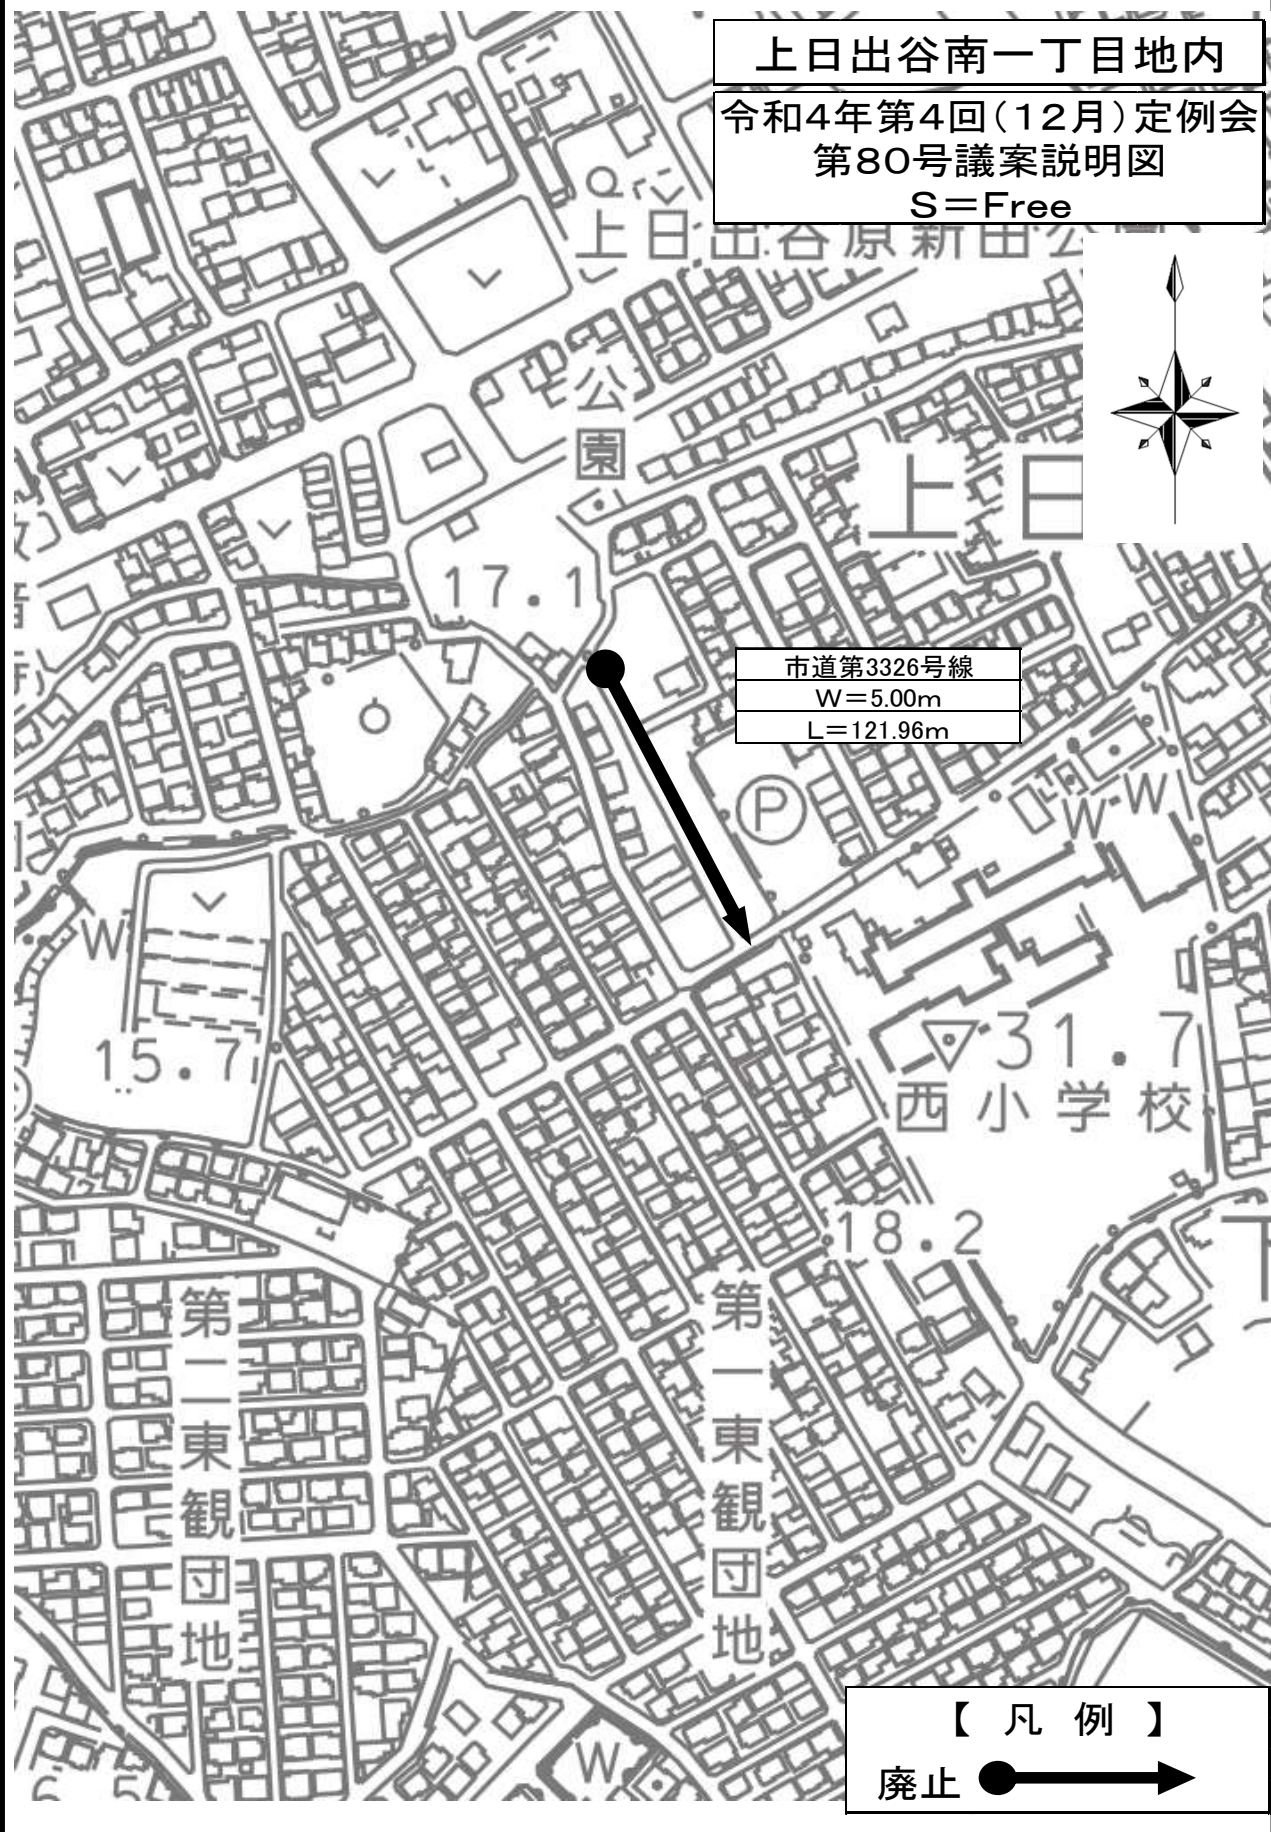 上日出谷南一丁目地内
令和4年第4回(12月)定例会
第80号議案説明図
S=Free
上日出谷原新田公園
公園
上日
17.1
市道第3326号線
W=5.00m
L=121.96m
P
W
W
W
15.7
31.7
西小学校
18.2
下
第二東観団地
第一東観団地
W
【 凡 例 】
廃止